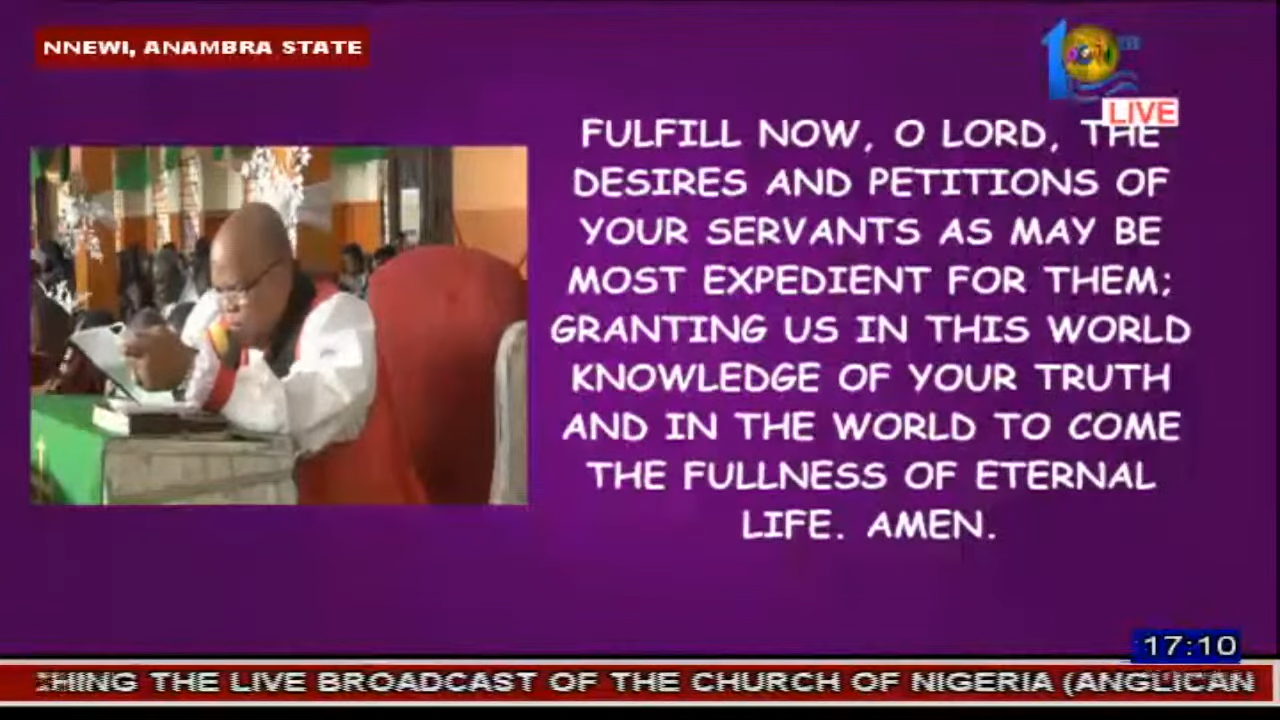 NNEWI, ANAMBRA STATE
LIVE
FULFILL NOW, O LORD, THE
DESIRES AND PETITIONS OF
YOUR SERVANTS AS MAY BE
MOST EXPEDIENT FOR THEM;
GRANTING US IN THIS WORLD
KNOWLEDGE OF YOUR TRUTH
AND IN THE WORLD TO COME
THE FULLNESS OF ETERNAL
LIFE. AMEN.
17:10
HING THE LIVE BROADCAST OF THE CHURCH OF NIGERIA (ANGLICAN